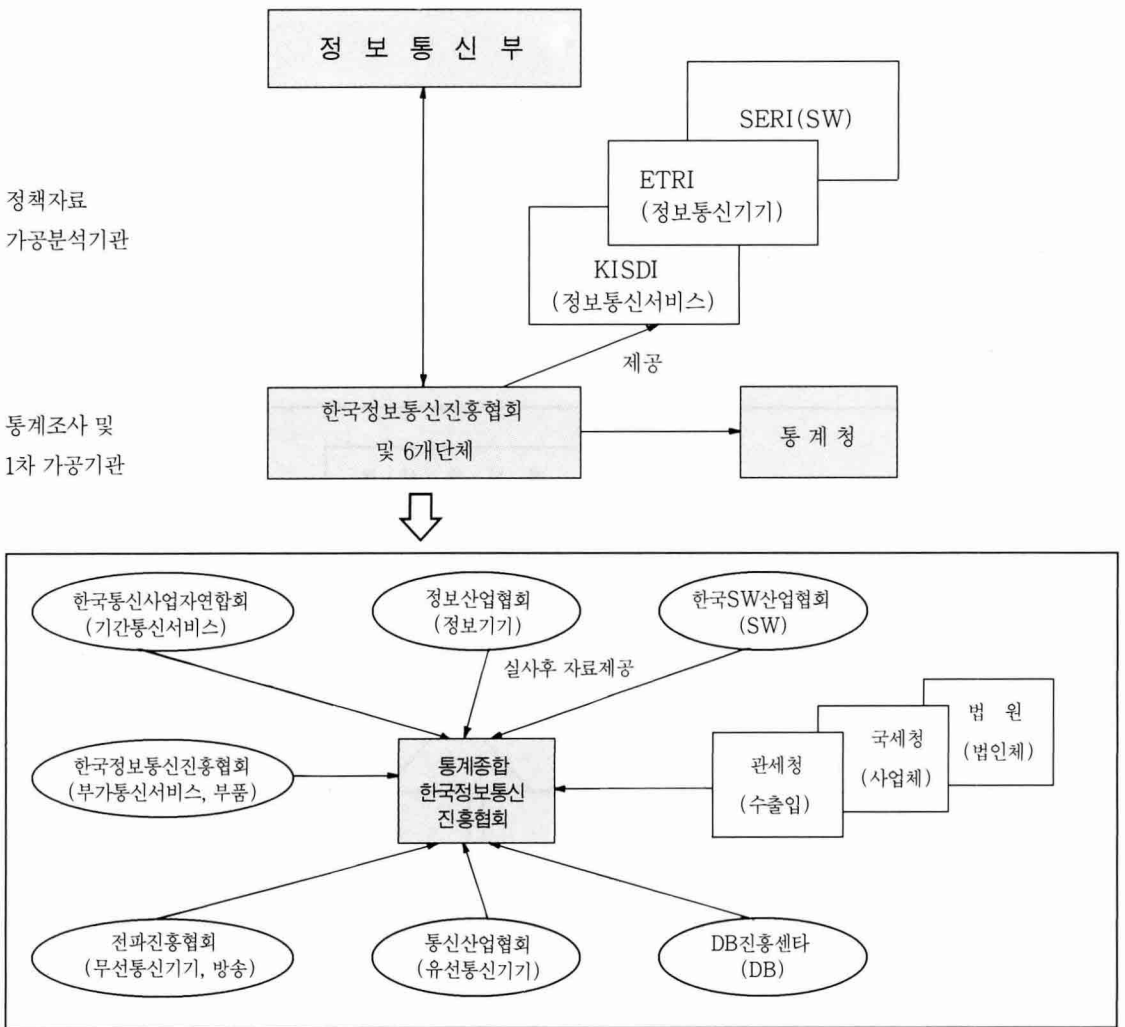 정 보 통 신 부
SERI(SW)
ETRI
(정보통신기기)
KISDI
(정보통신서비스)
정책자료
가공분석기관
제공
한국정보통신진흥협회
및 6개단체
통 계 청
통계조사 및
1차 가공기관
한국통신사업자연합회
(기간통신서비스)
정보산업협회
(정보기기)
한국SW산업협회
(SW)
실사후 자료제공
한국정보통신진흥협회
(부가통신서비스, 부품)
통계종합
한국정보통신
진흥협회
관세청
(수출입)
국세청
(사업체)
법 원
(법인체)
전파진흥협회
(무선통신기기, 방송)
통신산업협회
(유선통신기기)
DB진흥센타
(DB)